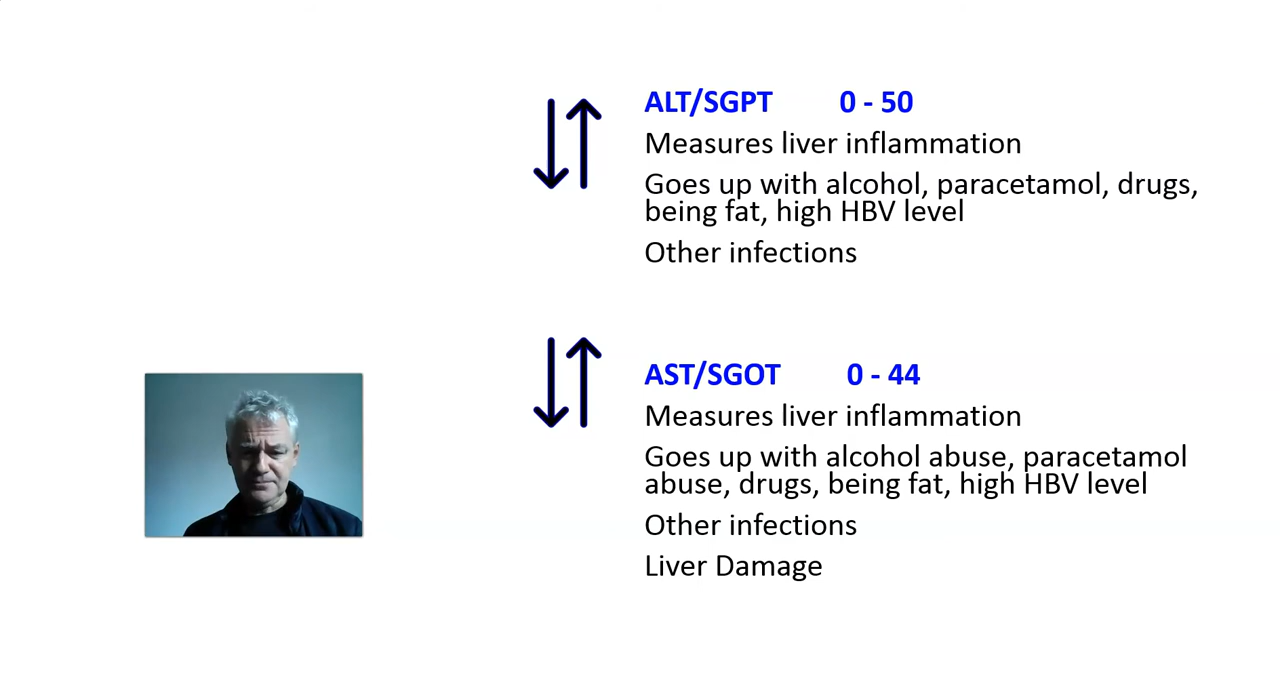 ALT/SGPT 0 - 50
Measures liver inflammation
Goes up with alcohol, paracetamol, drugs,
being fat, high HBV level
Other infections
AST/SGOT 0 - 44
Measures liver inflammation
Goes up with alcohol abuse, paracetamol
abuse, drugs, being fat, high HBV level
Other infections
Liver Damage